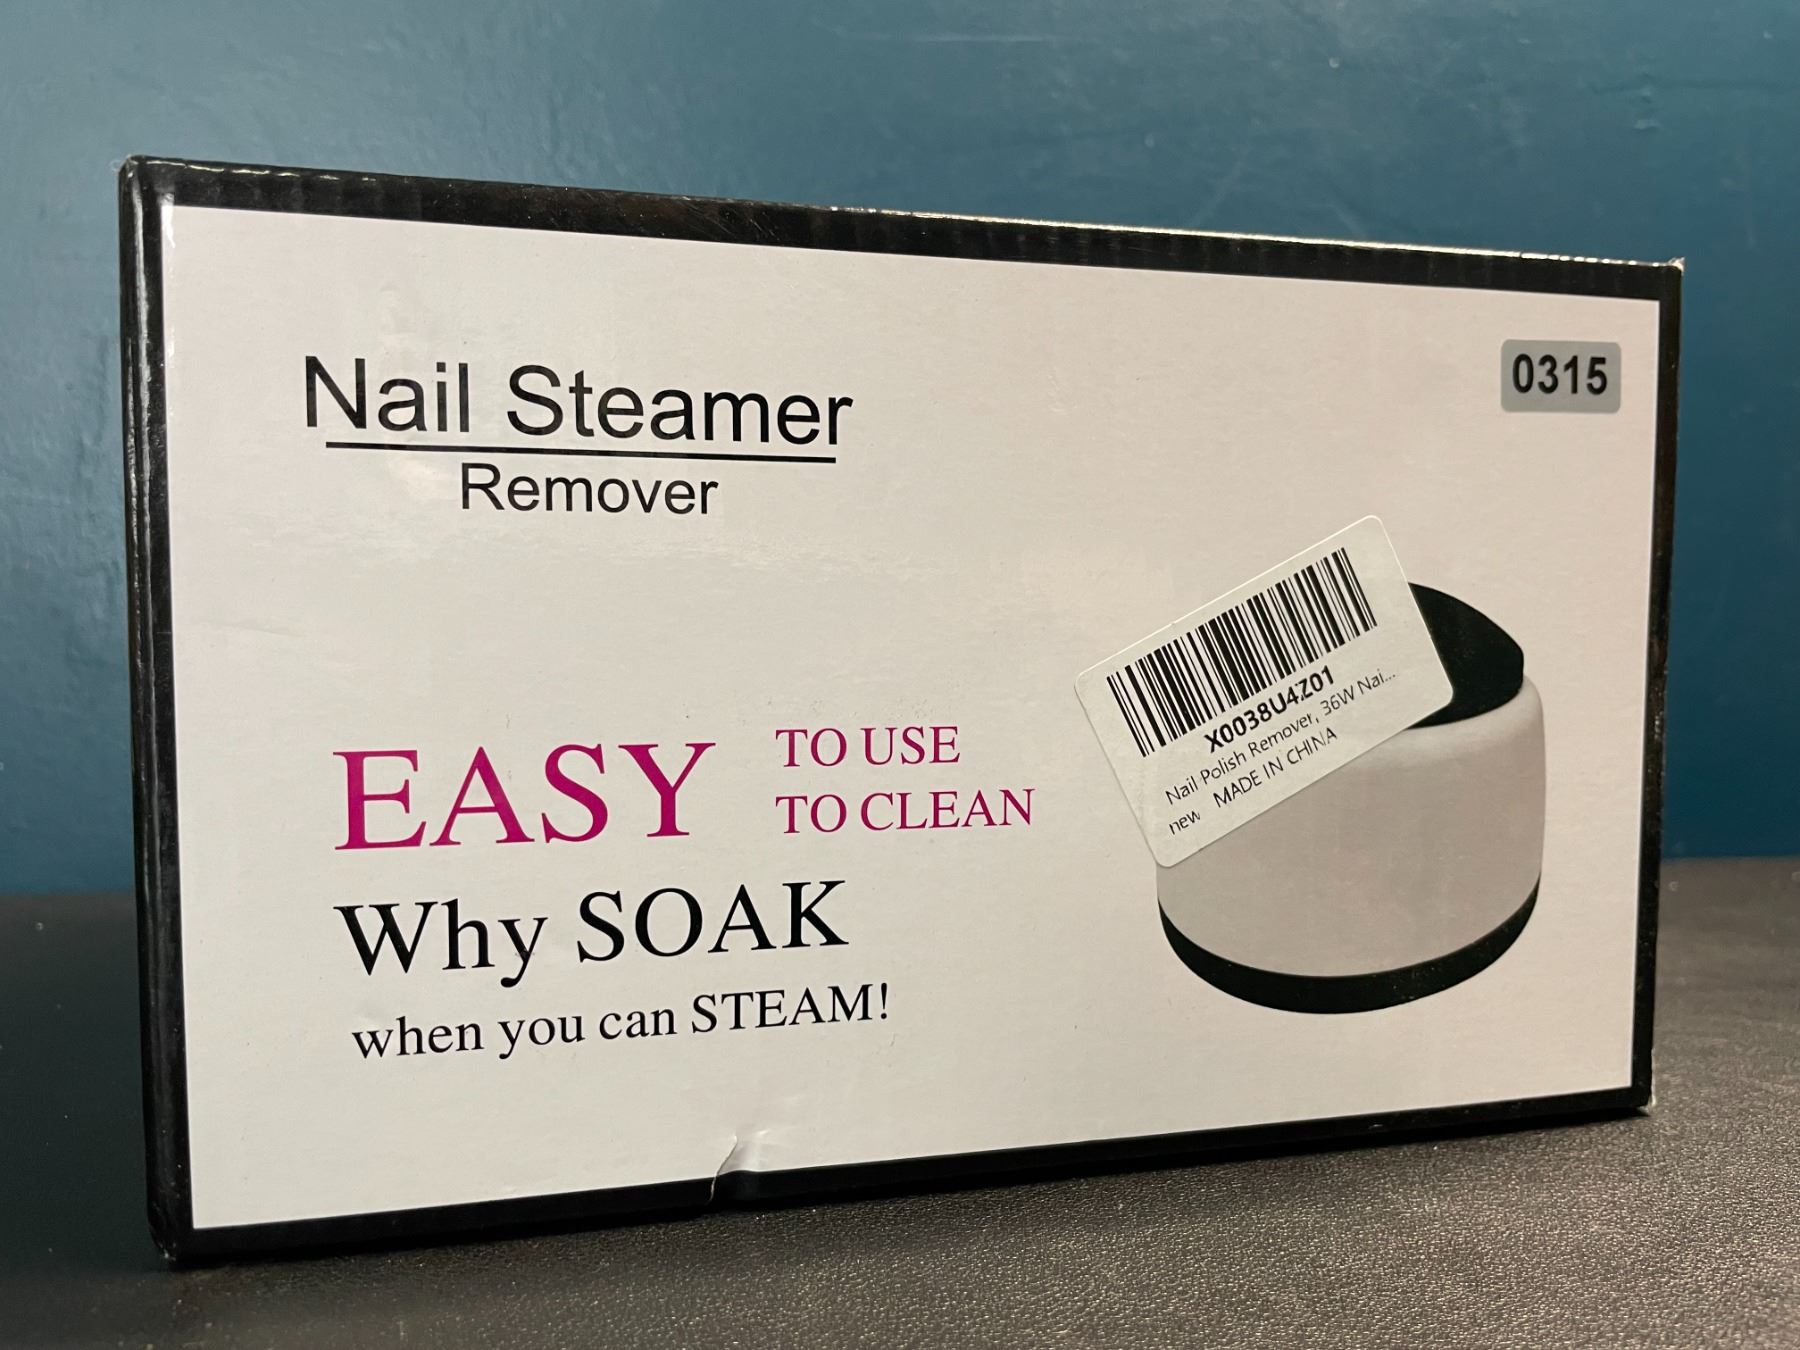 Nail Steamer
Remover
0315
X0038U4Z01
Nail Polish Remover, 36W Nai...
new MADE IN CHINA
EASY TO USE
TO CLEAN
Why SOAK
when you can STEAM!